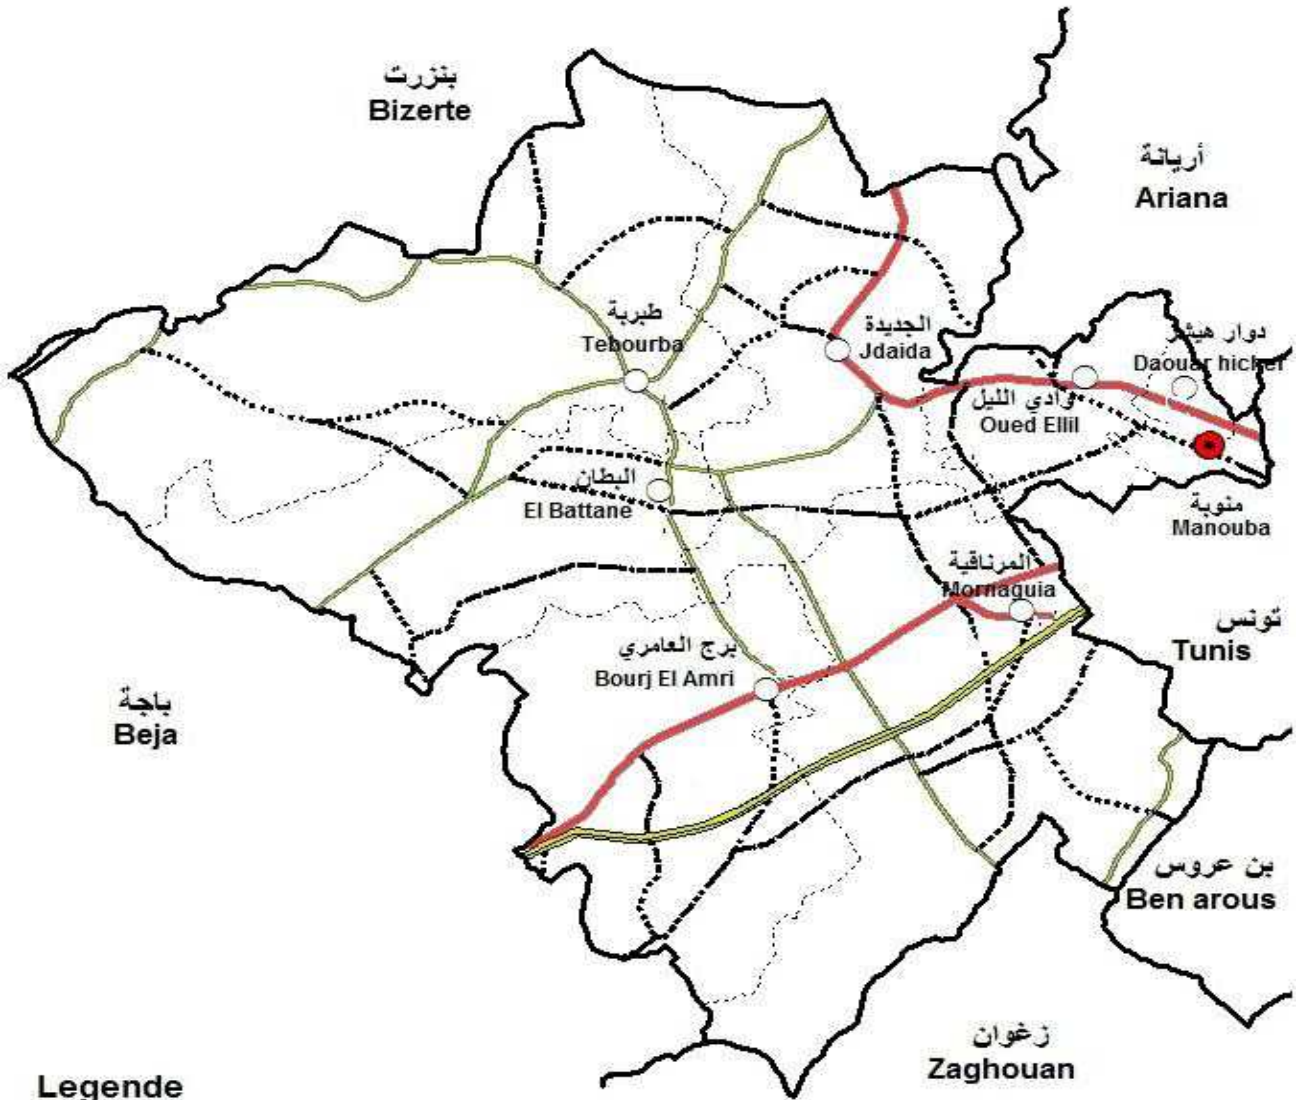 بنزرت
Bizerte
أريانة
Ariana
طبربة
Tebourba
الجديدة
Jdaida
دوار هيشر
Daouar hicher
وادي الليل
Oued Ellil
البطان
El Battane
منوبة
Manouba
المرناقية
Mornaguia
تونس
Tunis
برج العامري
Bourj El Amri
باجة
Beja
بن عروس
Ben arous
زغوان
Zaghouan
Legende